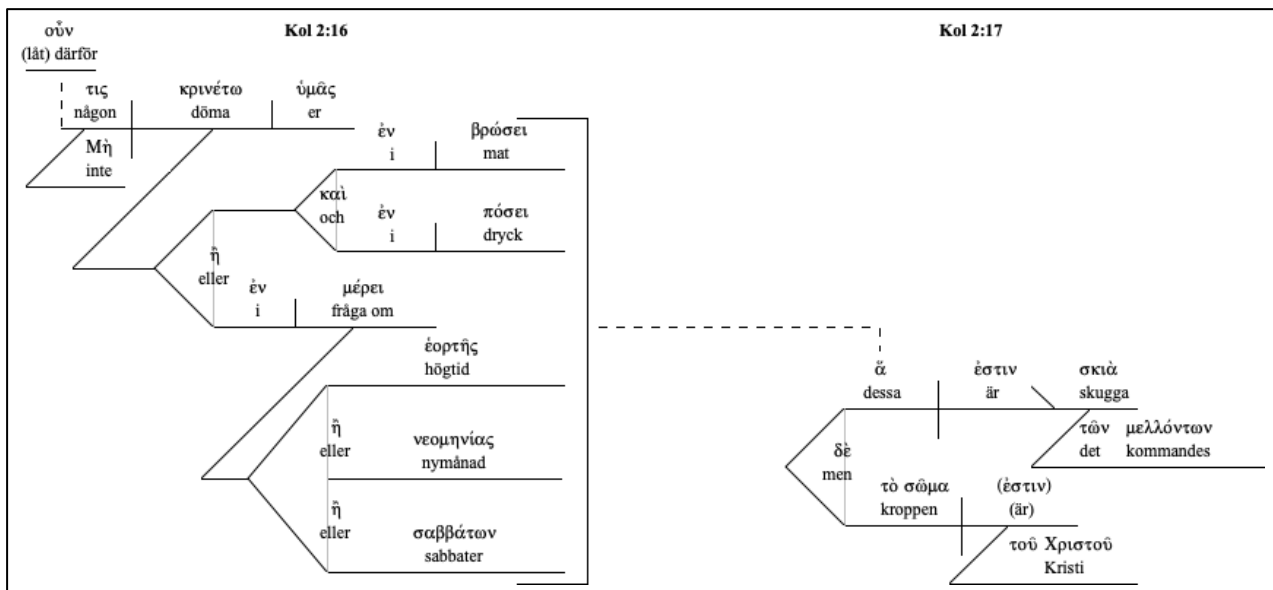 οὖν
(låt) därför
Kol 2:16
Kol 2:17
τις κρινέτω ὑμᾶς
någon döma er
Μὴ
inte
ἐν βρώσει
i mat
καὶ
och
ἐν πόσει
i dryck
ἢ
eller
ἐν μέρει
i fråga om
ἑορτῆς
högtid
ἢ
eller
νεομηνίας
nymånad
ἢ
eller
σαββάτων
sabbater
ἅ ἐστιν σκιὰ
dessa är skugga
τῶν μελλόντων
det kommandes
δὲ
men
τὸ σῶμα (ἐστιν)
kroppen (är)
τοῦ Χριστοῦ
Kristi